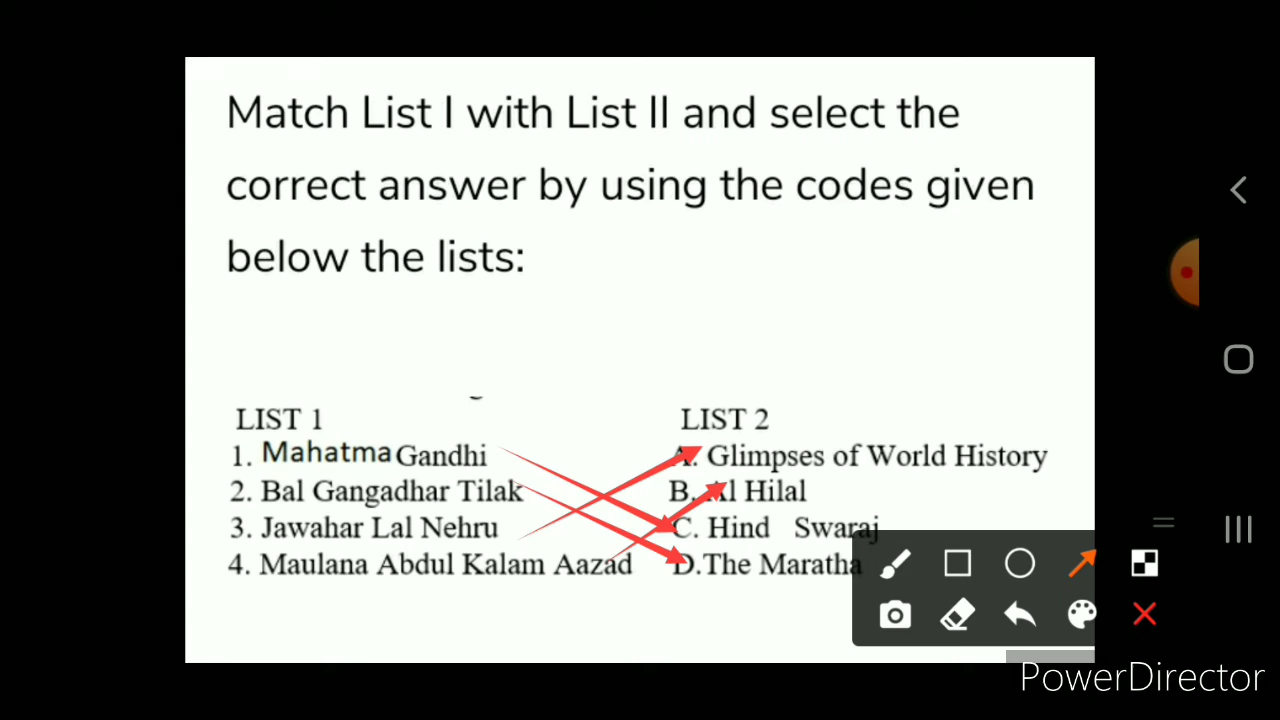 Match List I with List II and select the
correct answer by using the codes given
below the lists:
LIST 1 LIST 2
1. Mahatma Gandhi A. Glimpses of World History
2. Bal Gangadhar Tilak B. Al Hilal
3. Jawahar Lal Nehru C. Hind Swaraj
4. Maulana Abdul Kalam Aazad D.The Maratha
PowerDirector